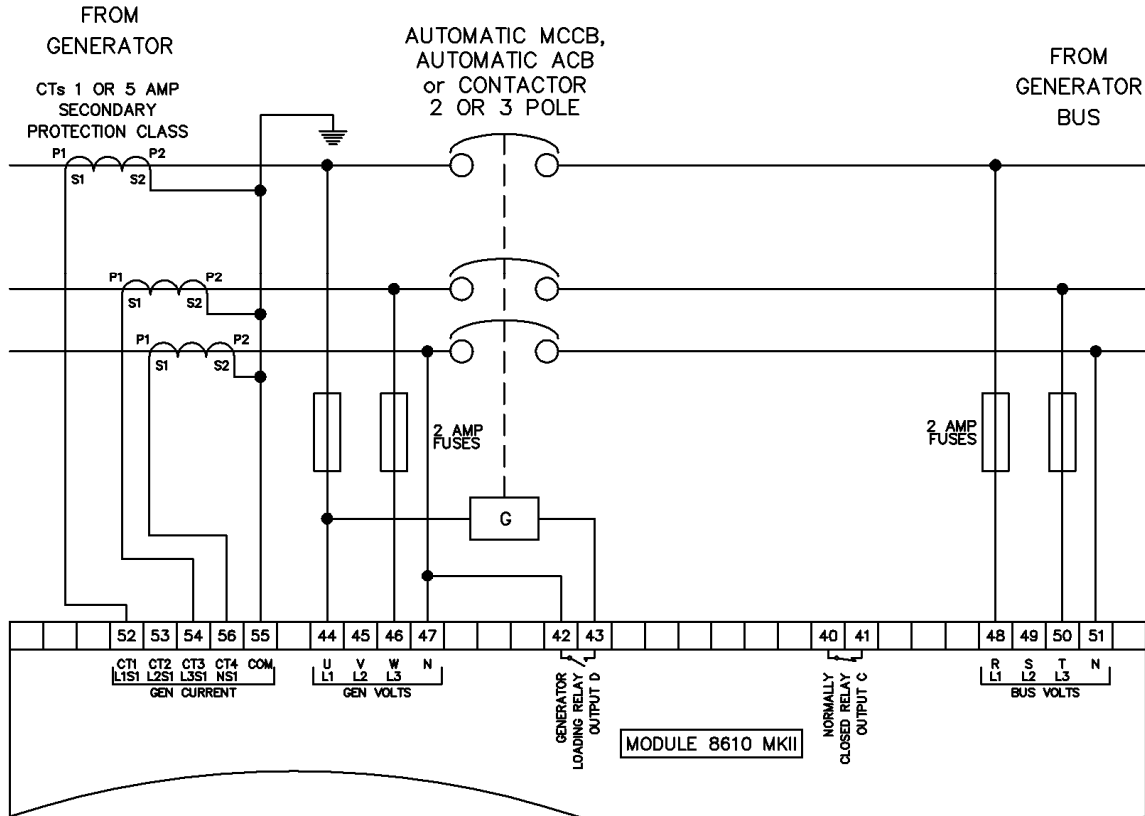 FROM
GENERATOR
CTs 1 OR 5 AMP
SECONDARY
PROTECTION CLASS
AUTOMATIC MCCB,
AUTOMATIC ACB
or CONTACTOR
2 OR 3 POLE
FROM
GENERATOR
BUS
P1 P2
S1 S2
P1 P2
S1 S2
P1 P2
S1 S2
2 AMP
FUSES
2 AMP
FUSES
G
52 53 54 56 55 44 45 46 47 42 43 40 41 48 49 50 51
CT1 CT2 CT3 CT4 COM
L1S1 L2S1 L3S1 NS1
GEN CURRENT
U V W N
L1 L2 L3
GEN VOLTS
GENERATOR
LOADING RELAY
OUTPUT D
MODULE 8610 MKII
NORMALLY
CLOSED RELAY
OUTPUT C
R S T N
L1 L2 L3
BUS VOLTS